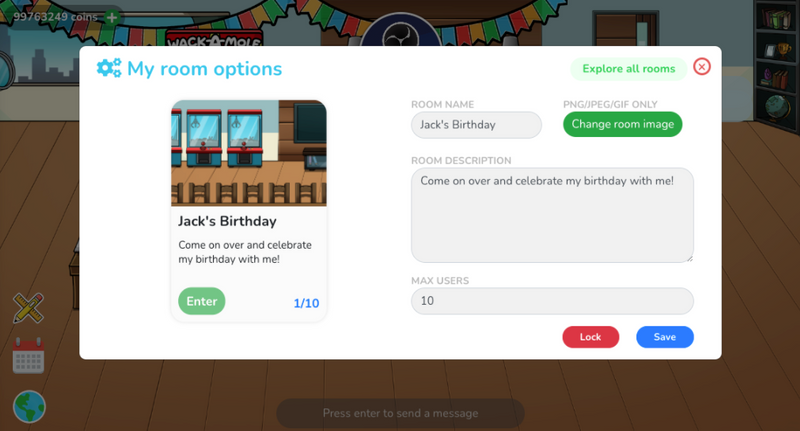 99763249 coins +
WACK-A-MOLE
My room options
Explore all rooms
ROOM NAME
PNG/JPEG/GIF ONLY
Jack's Birthday
Change room image
ROOM DESCRIPTION
Come on over and celebrate my birthday with me!
Jack's Birthday
Come on over and celebrate
my birthday with me!
Enter
1/10
MAX USERS
10
Lock
Save
Press enter to send a message